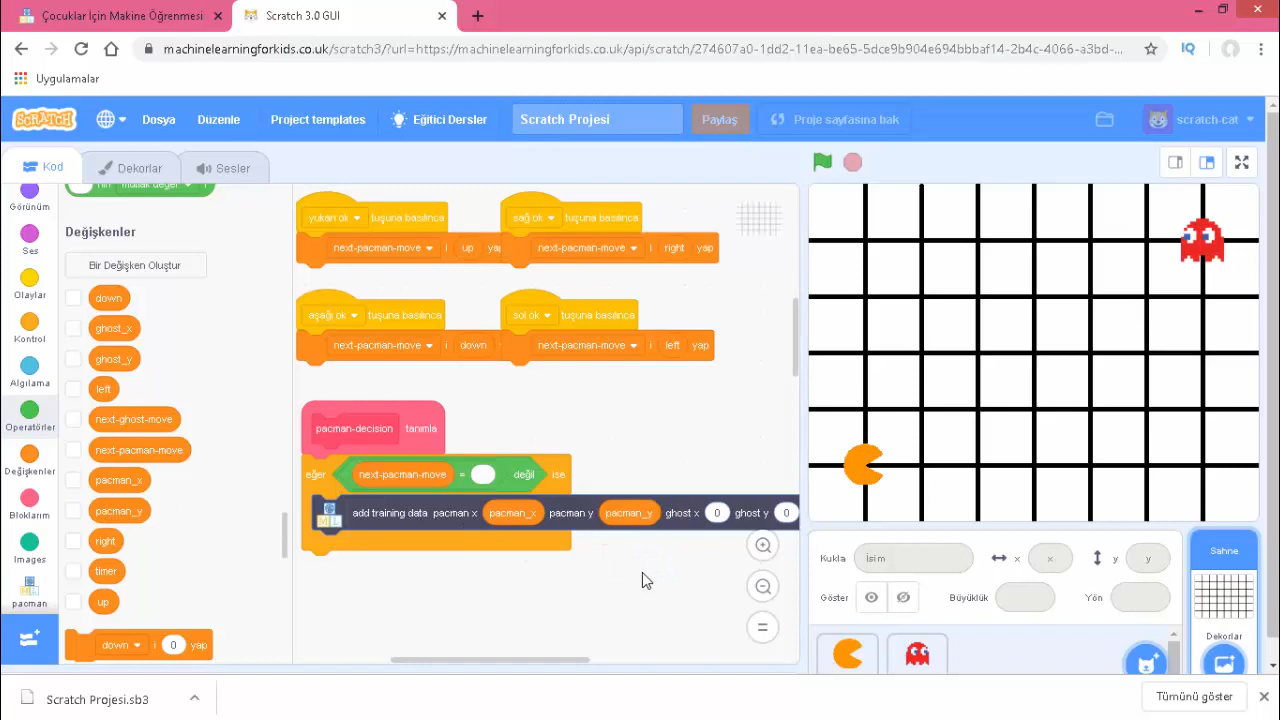 Çocuklar İçin Makine Öğrenmesi
Scratch 3.0 GUI
machinelearningforkids.co.uk/scratch3/?url=https://machinelearningforkids.co.uk/api/scratch/274607a0-1dd2-11ea-be65-5dce9b904e694bbbaf14-2b4c-4066-a3bd-...
IQ
Uygulamalar
SCRATCH
Dosya
Düzenle
Project templates
Eğitici Dersler
Scratch Projesi
Paylaş
Proje sayfasına bak
scratch-cat
Kod
Dekorlar
Sesler
Görünüm
Ses
Olaylar
Kontrol
Algılama
Operatörler
Değişkenler
Bloklarım
Images
pacman
Değişkenler
Bir Değişken Oluştur
down
ghost_x
ghost_y
left
next-ghost-move
next-pacman-move
pacman_x
pacman_y
right
timer
up
down i 0 yap
yukarı ok tuşuna basılınca
next-pacman-move i up yap
sağ ok tuşuna basılınca
next-pacman-move i right yap
aşağı ok tuşuna basılınca
next-pacman-move i down
sol ok tuşuna basılınca
next-pacman-move i left yap
pacman-decision tanımla
eğer next-pacman-move = değil ise
ML add training data pacman x pacman_x pacman y pacman_y ghost x 0 ghost y 0
Kukla İsim x x y y
Göster Büyüklük Yön
Sahne
Dekorlar
Scratch Projesi.sb3
Tümünü göster